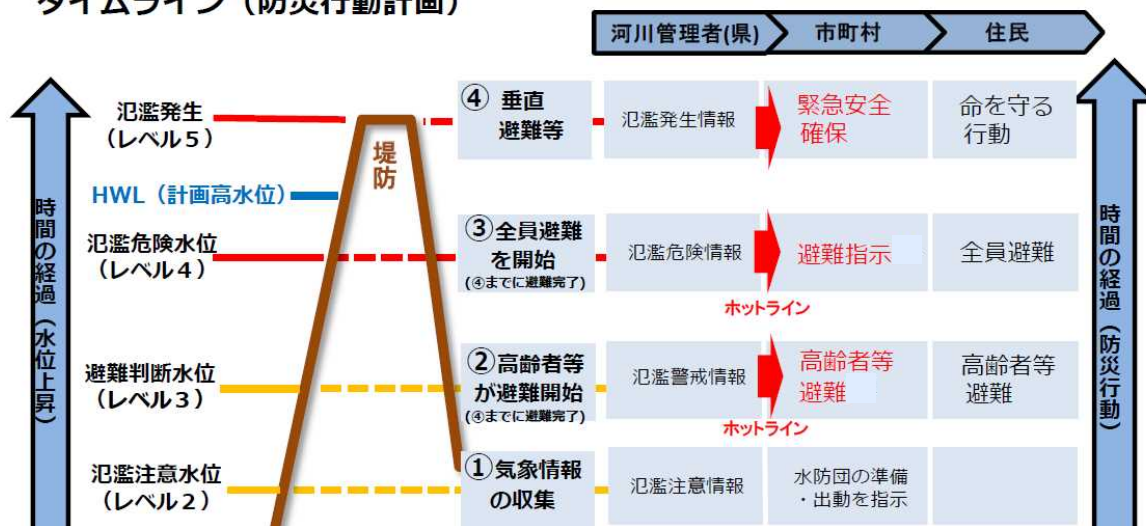 タイムライン（防災行動計画）
河川管理者(県)
市町村
住民
時間の経過（水位上昇）
氾濫発生
（レベル５）
HWL（計画高水位）
氾濫危険水位
（レベル４）
避難判断水位
（レベル３）
氾濫注意水位
（レベル２）
堤防
④ 垂直
避難等
氾濫発生情報
緊急安全
確保
命を守る
行動
③全員避難
を開始
(④までに避難完了)
氾濫危険情報
避難指示
全員避難
ホットライン
②高齢者等
が避難開始
(④までに避難完了)
氾濫警戒情報
高齢者等
避難
高齢者等
避難
ホットライン
①気象情報
の収集
氾濫注意情報
水防団の準備
・出動を指示
時間の経過（防災行動）